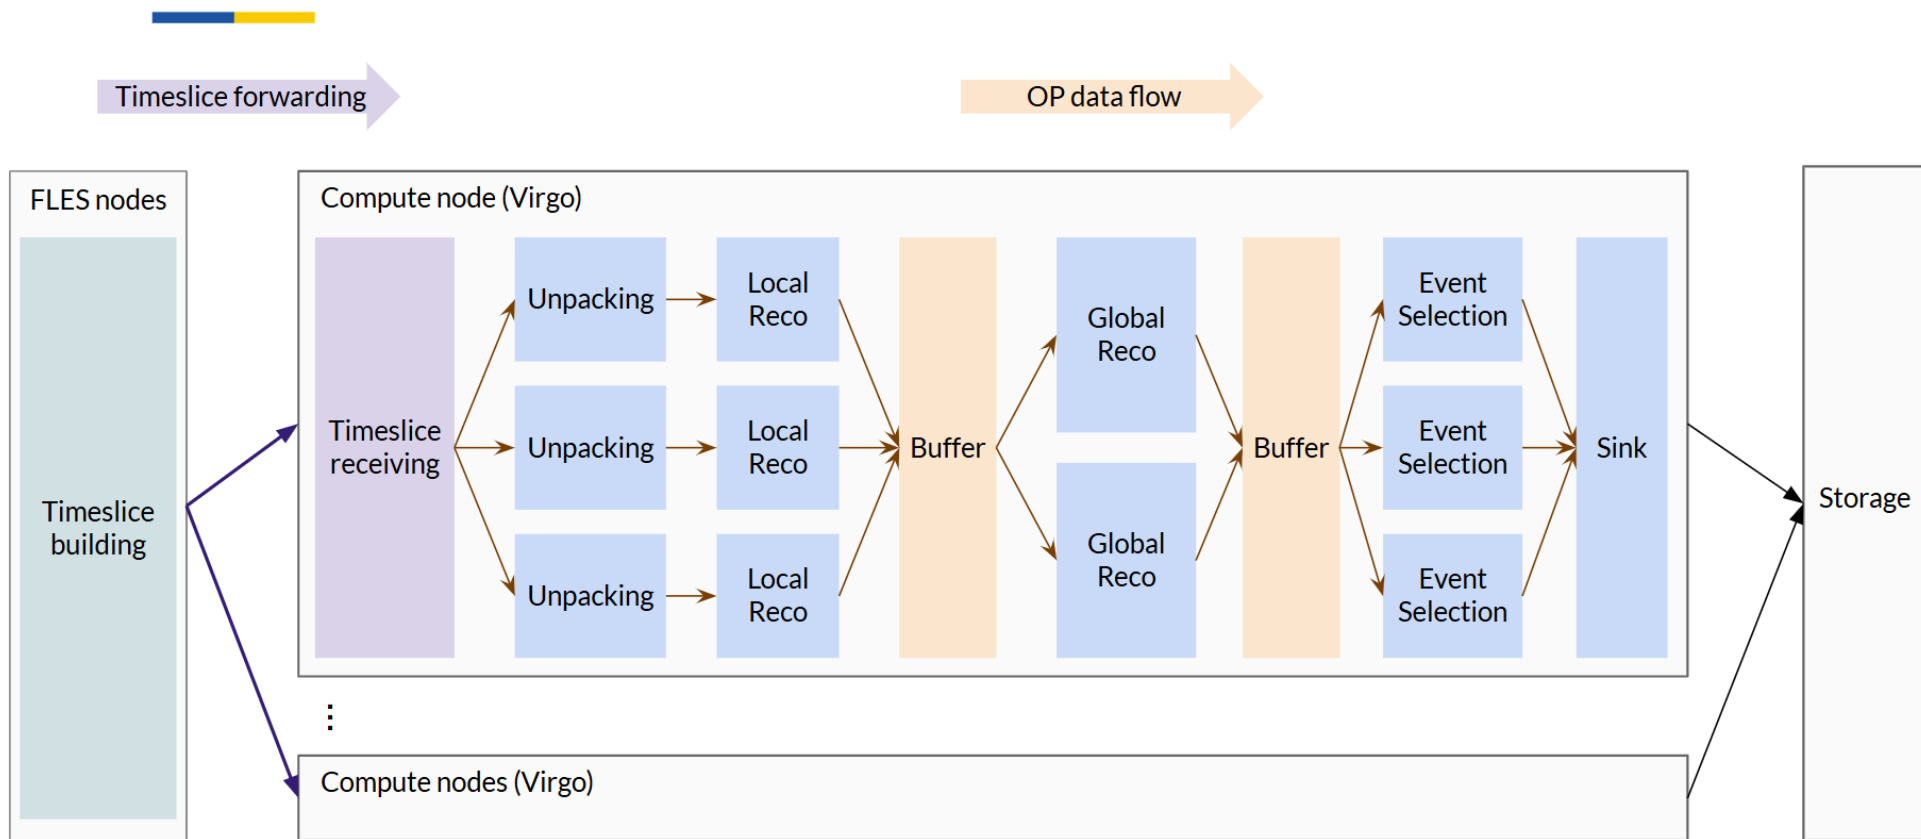 Timeslice forwarding
OP data flow
FLES nodes
Timeslice
building
Compute node (Virgo)
Timeslice
receiving
Unpacking
Local
Reco
Unpacking
Local
Reco
Unpacking
Local
Reco
Buffer
Global
Reco
Global
Reco
Buffer
Event
Selection
Event
Selection
Event
Selection
Sink
Storage
⋮
Compute nodes (Virgo)